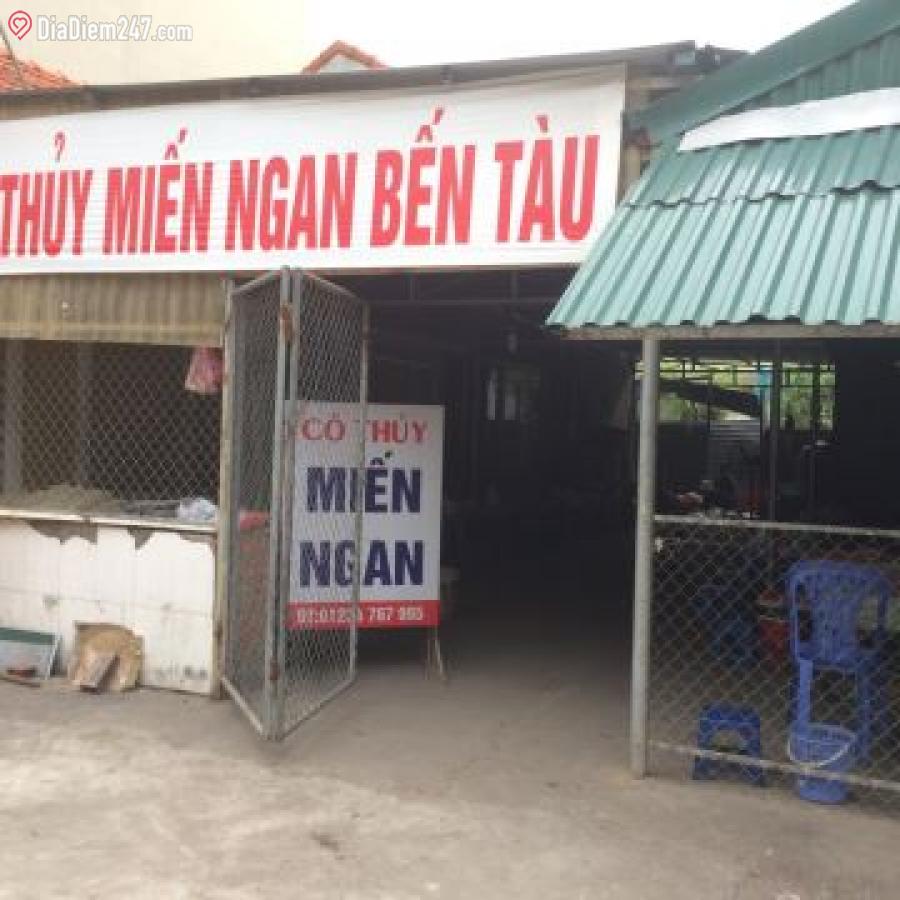 DiaDiem247.com
THỦY MIẾN NGAN BẾN TÀU
CÔ THỦY
MIẾN
NGAN